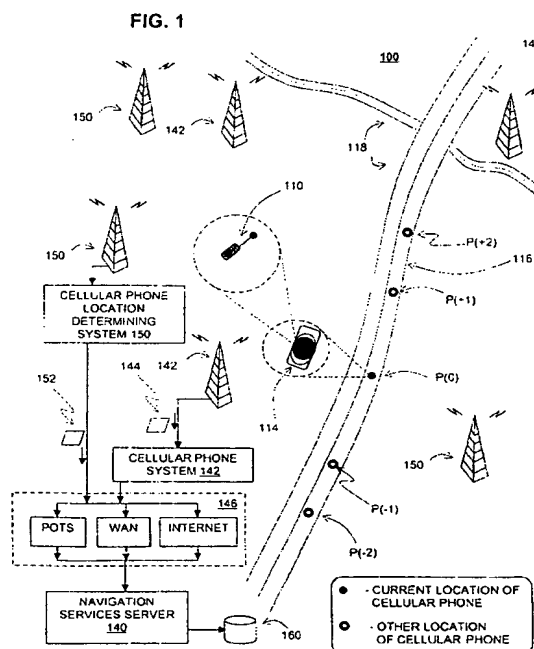 FIG. 1
100
14
150
142
118
110
150
P(+2)
116
P(+1)
CELLULAR PHONE
LOCATION
DETERMINING
SYSTEM 150
142
P(0)
152
144
114
CELLULAR PHONE
SYSTEM 142
150
P(-1)
146
POTS
WAN
INTERNET
P(-2)
NAVIGATION
SERVICES SERVER
140
160
- CURRENT LOCATION OF
CELLULAR PHONE
- OTHER LOCATION
OF CELLULAR PHONE